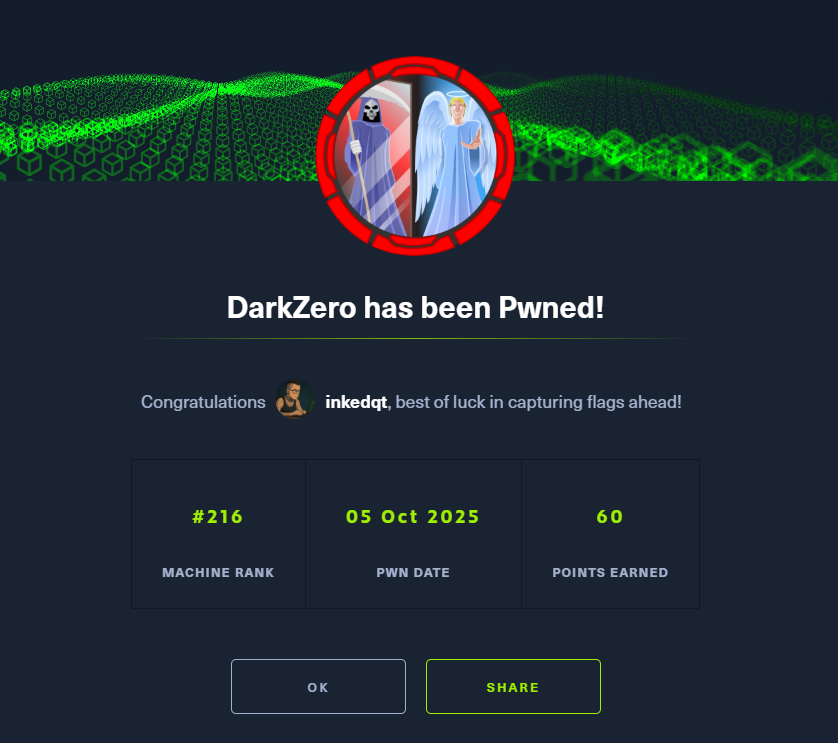 DarkZero has been Pwned!
Congratulations inkedqt, best of luck in capturing flags ahead!
#216 05 Oct 2025 60
MACHINE RANK PWN DATE POINTS EARNED
OK SHARE